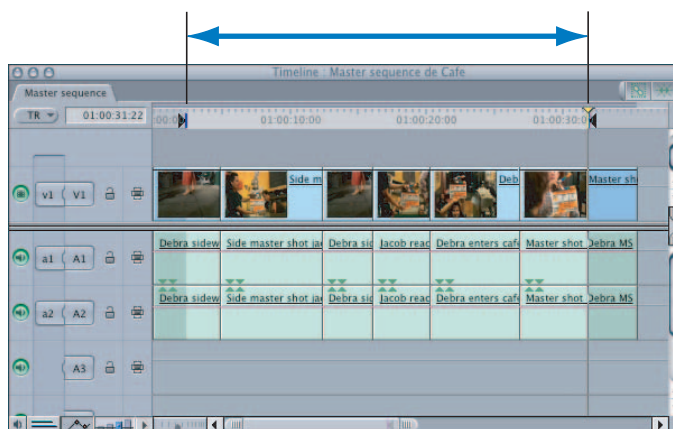 Timeline : Master sequence de Cafe
Master sequence
TR 01:00:31:22 :00:0 01:00:10:00 01:00:20:00 01:00:30:0
v1 V1 Side m Deb Master sh
a1 A1 Debra sidew Side master shot ja Debra sid Jacob reac Debra enters cafe Master shot Debra MS
a2 A2 Debra sidew Side master shot ja Debra sid Jacob reac Debra enters cafe Master shot Debra MS
A3